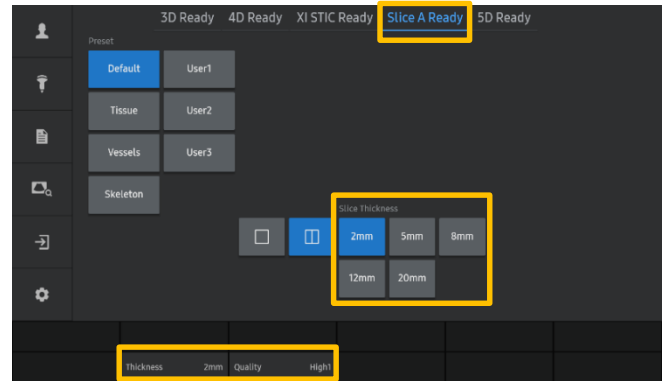 3D Ready 4D Ready XI STIC Ready Slice A Ready 5D Ready
Preset
Default User1
Tissue User2
Vessels User3
Skeleton
Slice Thickness
2mm 5mm 8mm
12mm 20mm
Thickness 2mm Quality High1